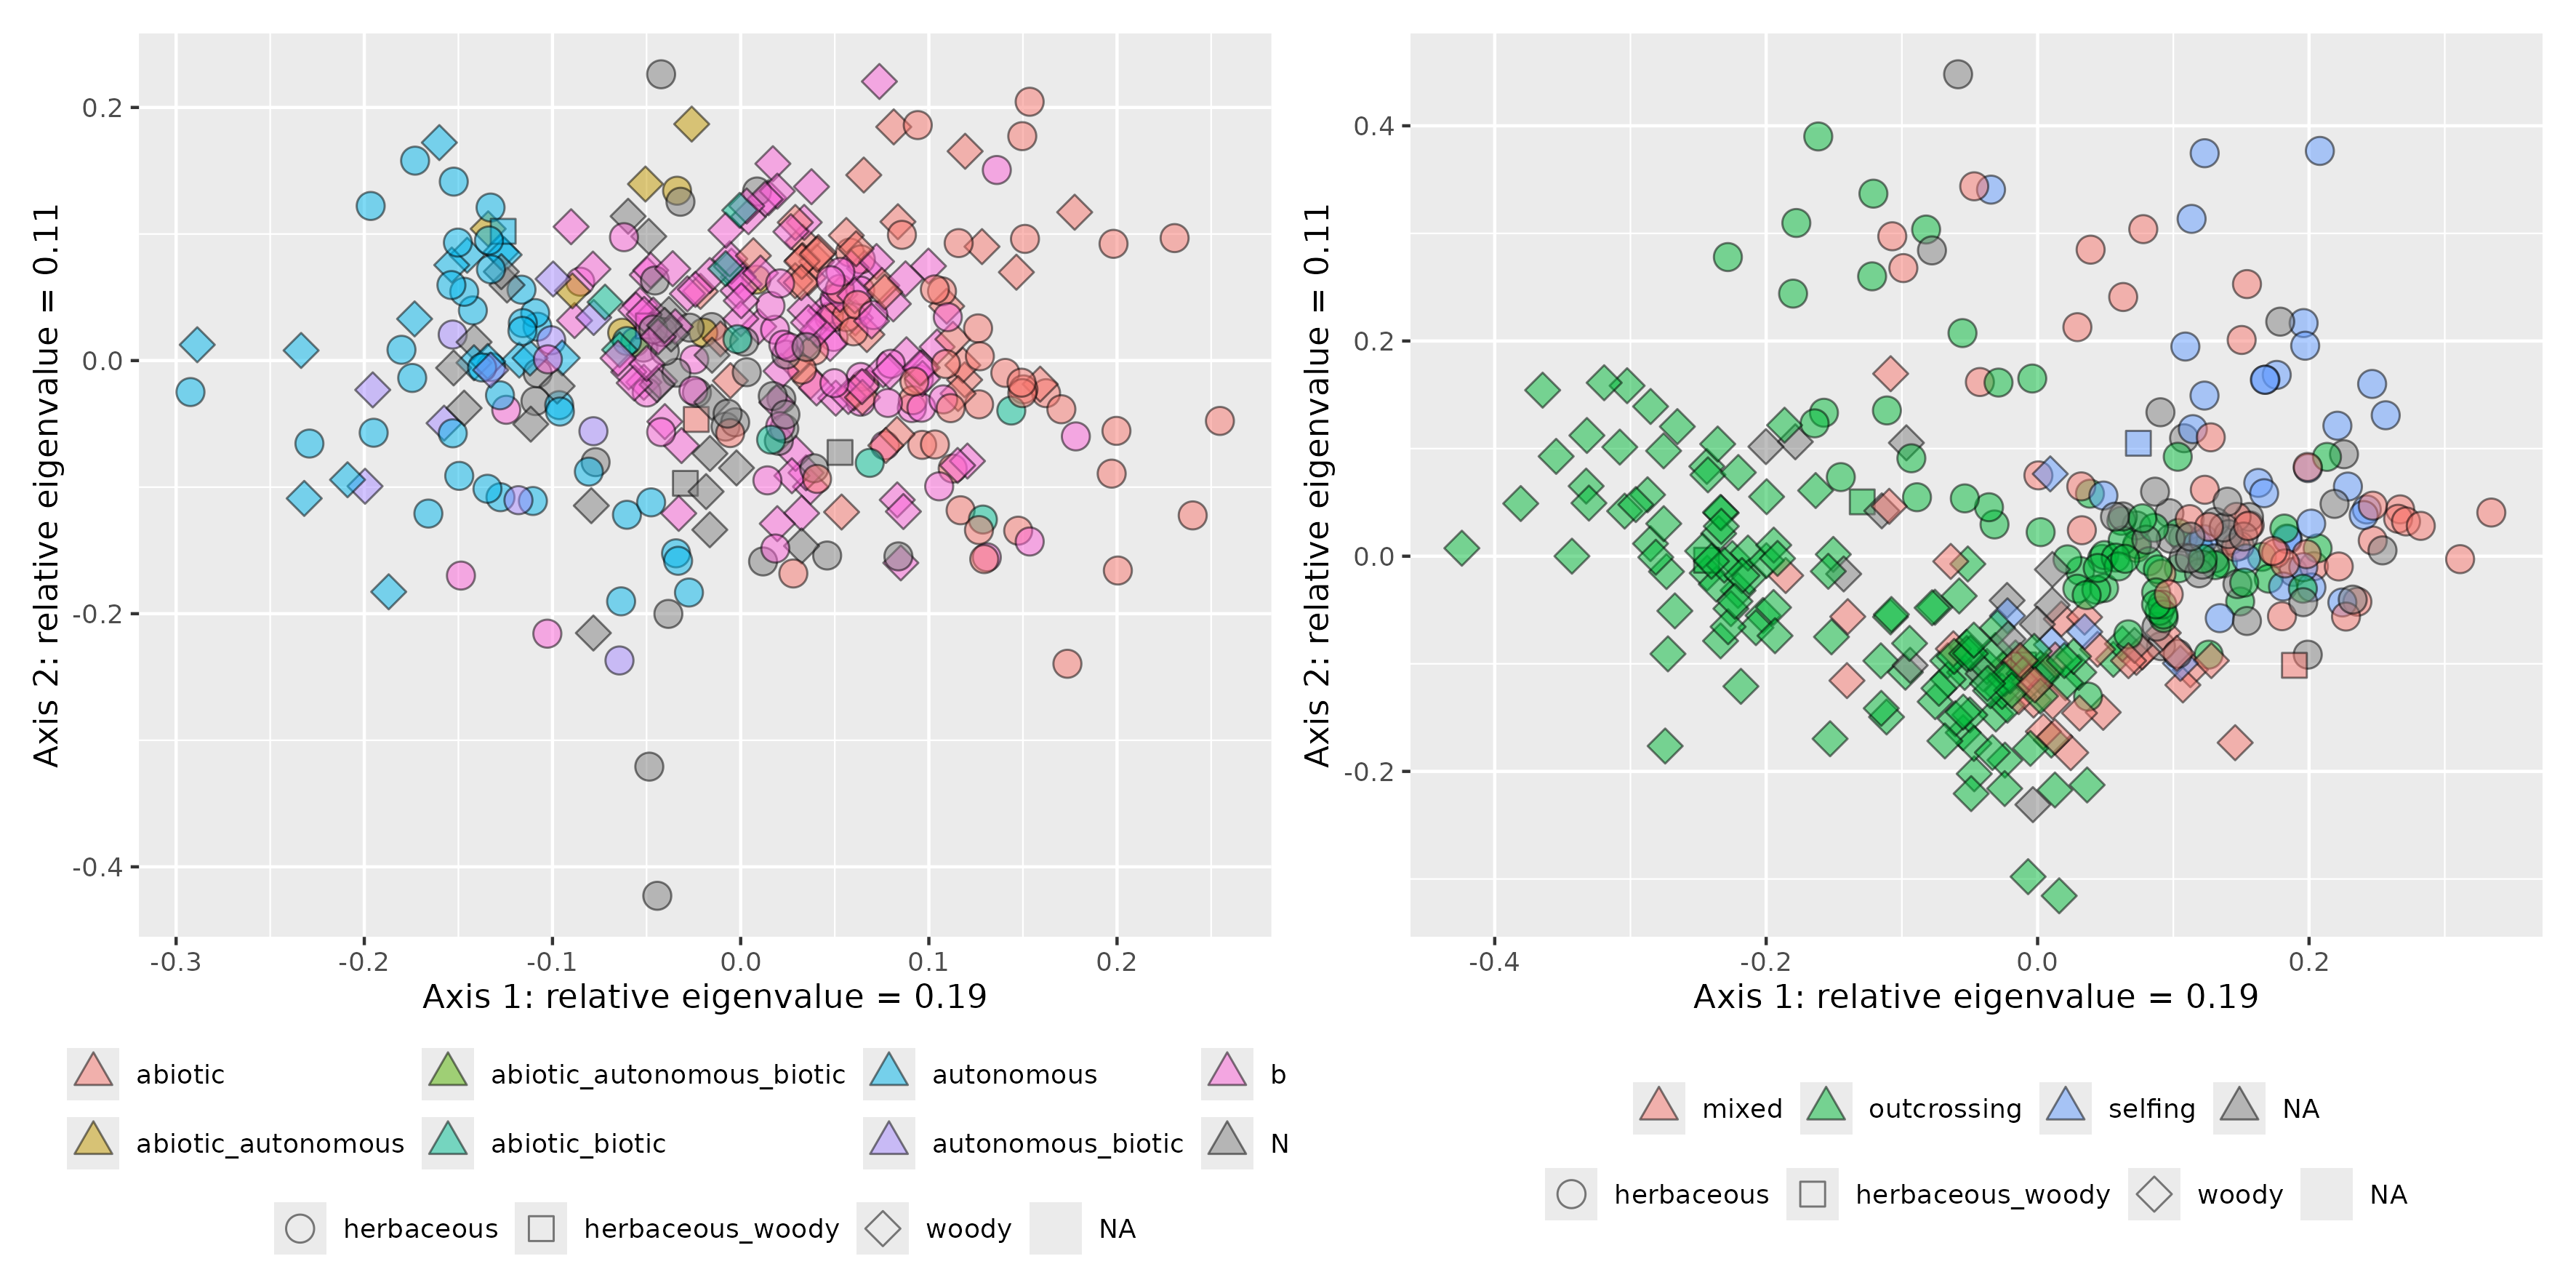 Axis 2: relative eigenvalue = 0.11
0.2
0.0
-0.2
-0.4
-0.3 -0.2 -0.1 0.0 0.1 0.2
Axis 1: relative eigenvalue = 0.19
abiotic abiotic_autonomous_biotic autonomous b
abiotic_autonomous abiotic_biotic autonomous_biotic N
herbaceous herbaceous_woody woody NA
Axis 2: relative eigenvalue = 0.11
0.4
0.2
0.0
-0.2
-0.4 -0.2 0.0 0.2
Axis 1: relative eigenvalue = 0.19
mixed outcrossing selfing NA
herbaceous herbaceous_woody woody NA